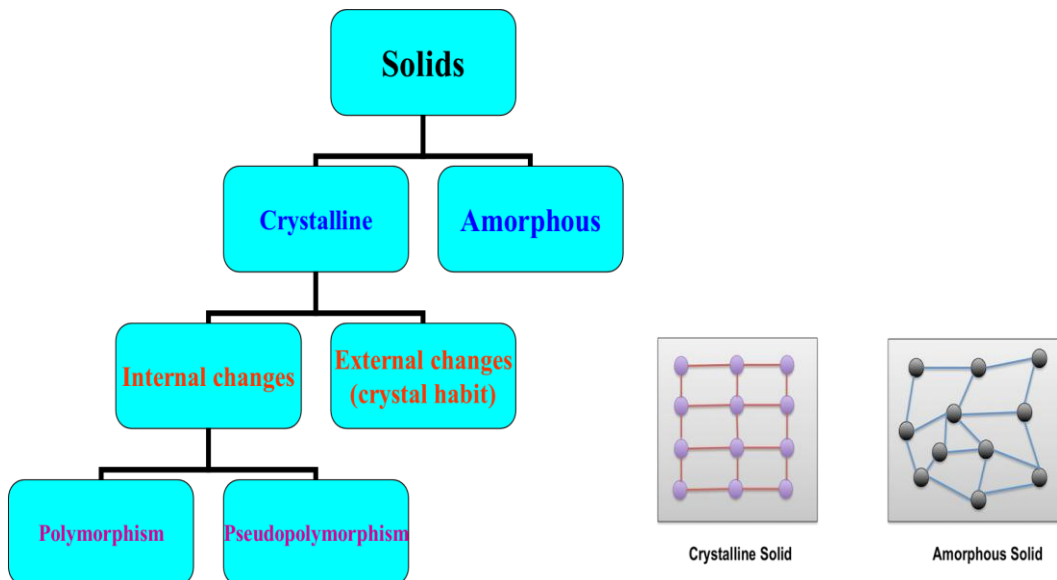 Solids
Crystalline
Amorphous
Internal changes
External changes
(crystal habit)
Polymorphism
Pseudopolymorphism
Crystalline Solid
Amorphous Solid